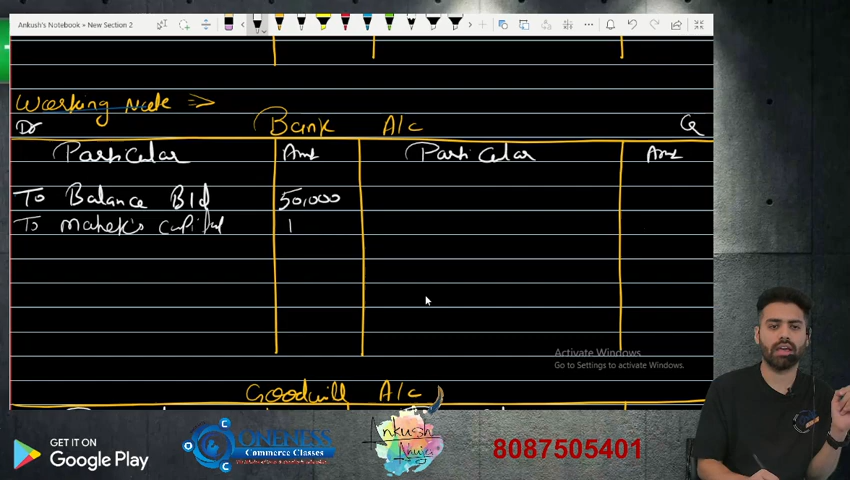 Ankush's Notebook » New Section 2
Working Note =>
Dr Bank A/c Cr
Particular Amt Particular Amt
To Balance B/d 50,000
To Mahek's capital 1
Activate Windows
Go to Settings to activate Windows.
Goodwill A/c
GET IT ON
Google Play
ONENESS
Commerce Classes
Ankush
Ahuja
8087505401